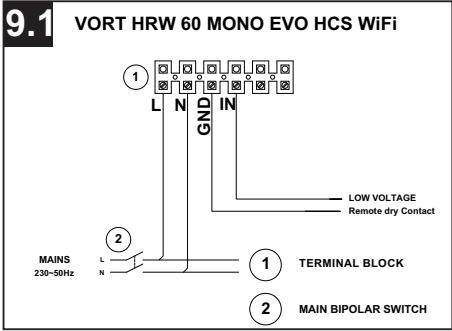 9.1 VORT HRW 60 MONO EVO HCS WiFi
1
L N GND IN
LOW VOLTAGE
Remote dry Contact
2
MAINS
230~50Hz
L
N
1 TERMINAL BLOCK
2 MAIN BIPOLAR SWITCH